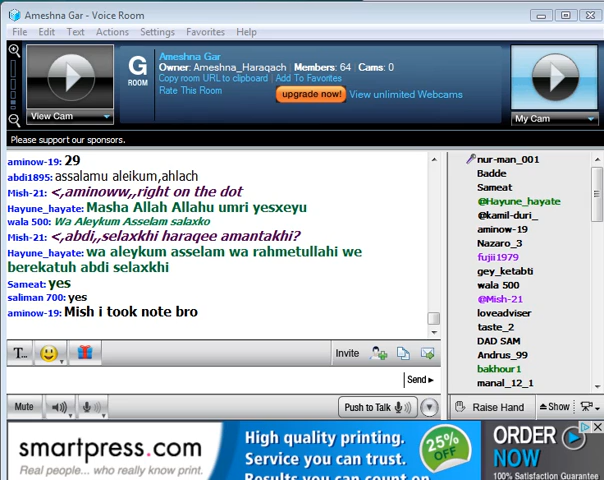 Ameshna Gar - Voice Room
File Edit Text Actions Settings Favorites Help
G
ROOM
Ameshna Gar
Owner: Ameshna_Haraqach | Members: 64 | Cams: 0
Copy room URL to clipboard | Add To Favorites
Rate This Room
upgrade now!
View unlimited Webcams
View Cam
My Cam
Please support our sponsors.
aminow-19: 29
abdi1895: assalamu aleikum,ahlach
Mish-21: <,aminoww,,right on the dot
Hayune_hayate: Masha Allah Allahu umri yesxeyu
wala 500: Wa Aleykum Asselam salaxko
Mish-21: <,abdi,,selaxkhi haraqee amantakhi?
Hayune_hayate: wa aleykum asselam wa rahmetullahi we
berekatuh abdi selaxkhi
Sameat: yes
saliman 700: yes
aminow-19: Mish i took note bro
nur-man_001
Badde
Sameat
@Hayune_hayate
@kamil-duri_
aminow-19
Nazaro_3
fujii1979
gey_ketabti
wala 500
@Mish-21
loveadviser
taste_2
DAD SAM
Andrus_99
bakhour1
manal_12_1
T...
Invite
Send
Mute
Push to Talk
Raise Hand
Show
smartpress.com
Real people... who really know print.
High quality printing.
Service you can trust.
Results you can count on
25%
OFF
ORDER
NOW
100% Satisfaction Guarantee